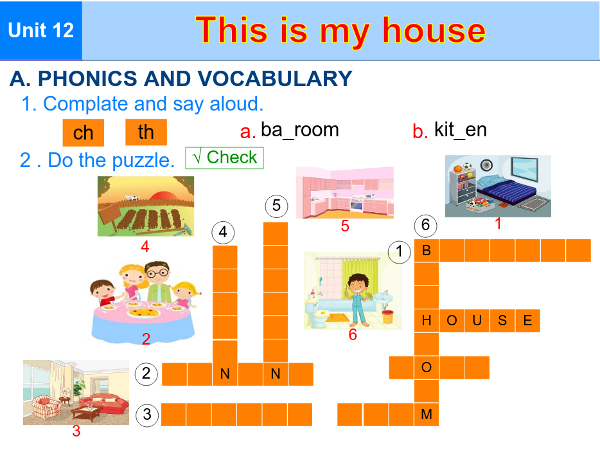 Unit 12
This is my house
A. PHONICS AND VOCABULARY
1. Complate and say aloud.
ch th a. ba_room b. kit_en
2 . Do the puzzle. √ Check
5
4
5
4
6
1
1
B
2
6
H O U S E
2
N N
O
3
3
M